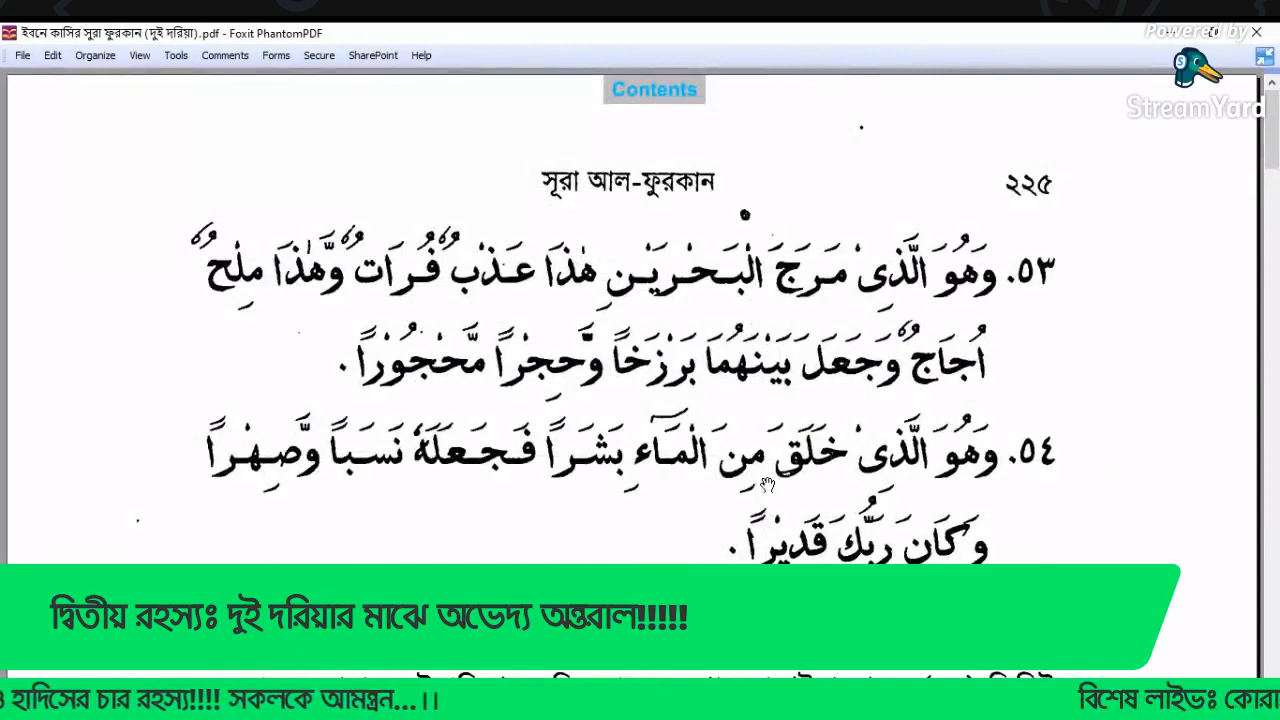 ইবনে কাসির সূরা ফুরকান (দুই দরিয়া).pdf - Foxit PhantomPDF
Powered by
File Edit Organize View Tools Comments Forms Secure SharePoint Help
StreamYard
Contents
সূরা আল-ফুরকান ২২৫
٥٣. وَهُوَ الَّذِىْ مَرَجَ الْبَحْرَيْنِ هٰذَا عَذْبٌ فُرَاتٌ وَّهٰذَا مِلْحٌ
اُجَاجٌ وَجَعَلَ بَيْنَهُمَا بَرْزَخًا وَّحِجْرًا مَّحْجُوْرًا.
٥٤. وَهُوَ الَّذِىْ خَلَقَ مِنَ الْمَآءِ بَشَرًا فَجَعَلَهٗ نَسَبًا وَّصِهْرًا
وَكَانَ رَبُّكَ قَدِيْرًا.
দ্বিতীয় রহস্যঃ দুই দরিয়ার মাঝে অভেদ্য অন্তরাল!!!!!
হাদিসের চার রহস্য!!!! সকলকে আমন্ত্রন...।। বিশেষ লাইভঃ